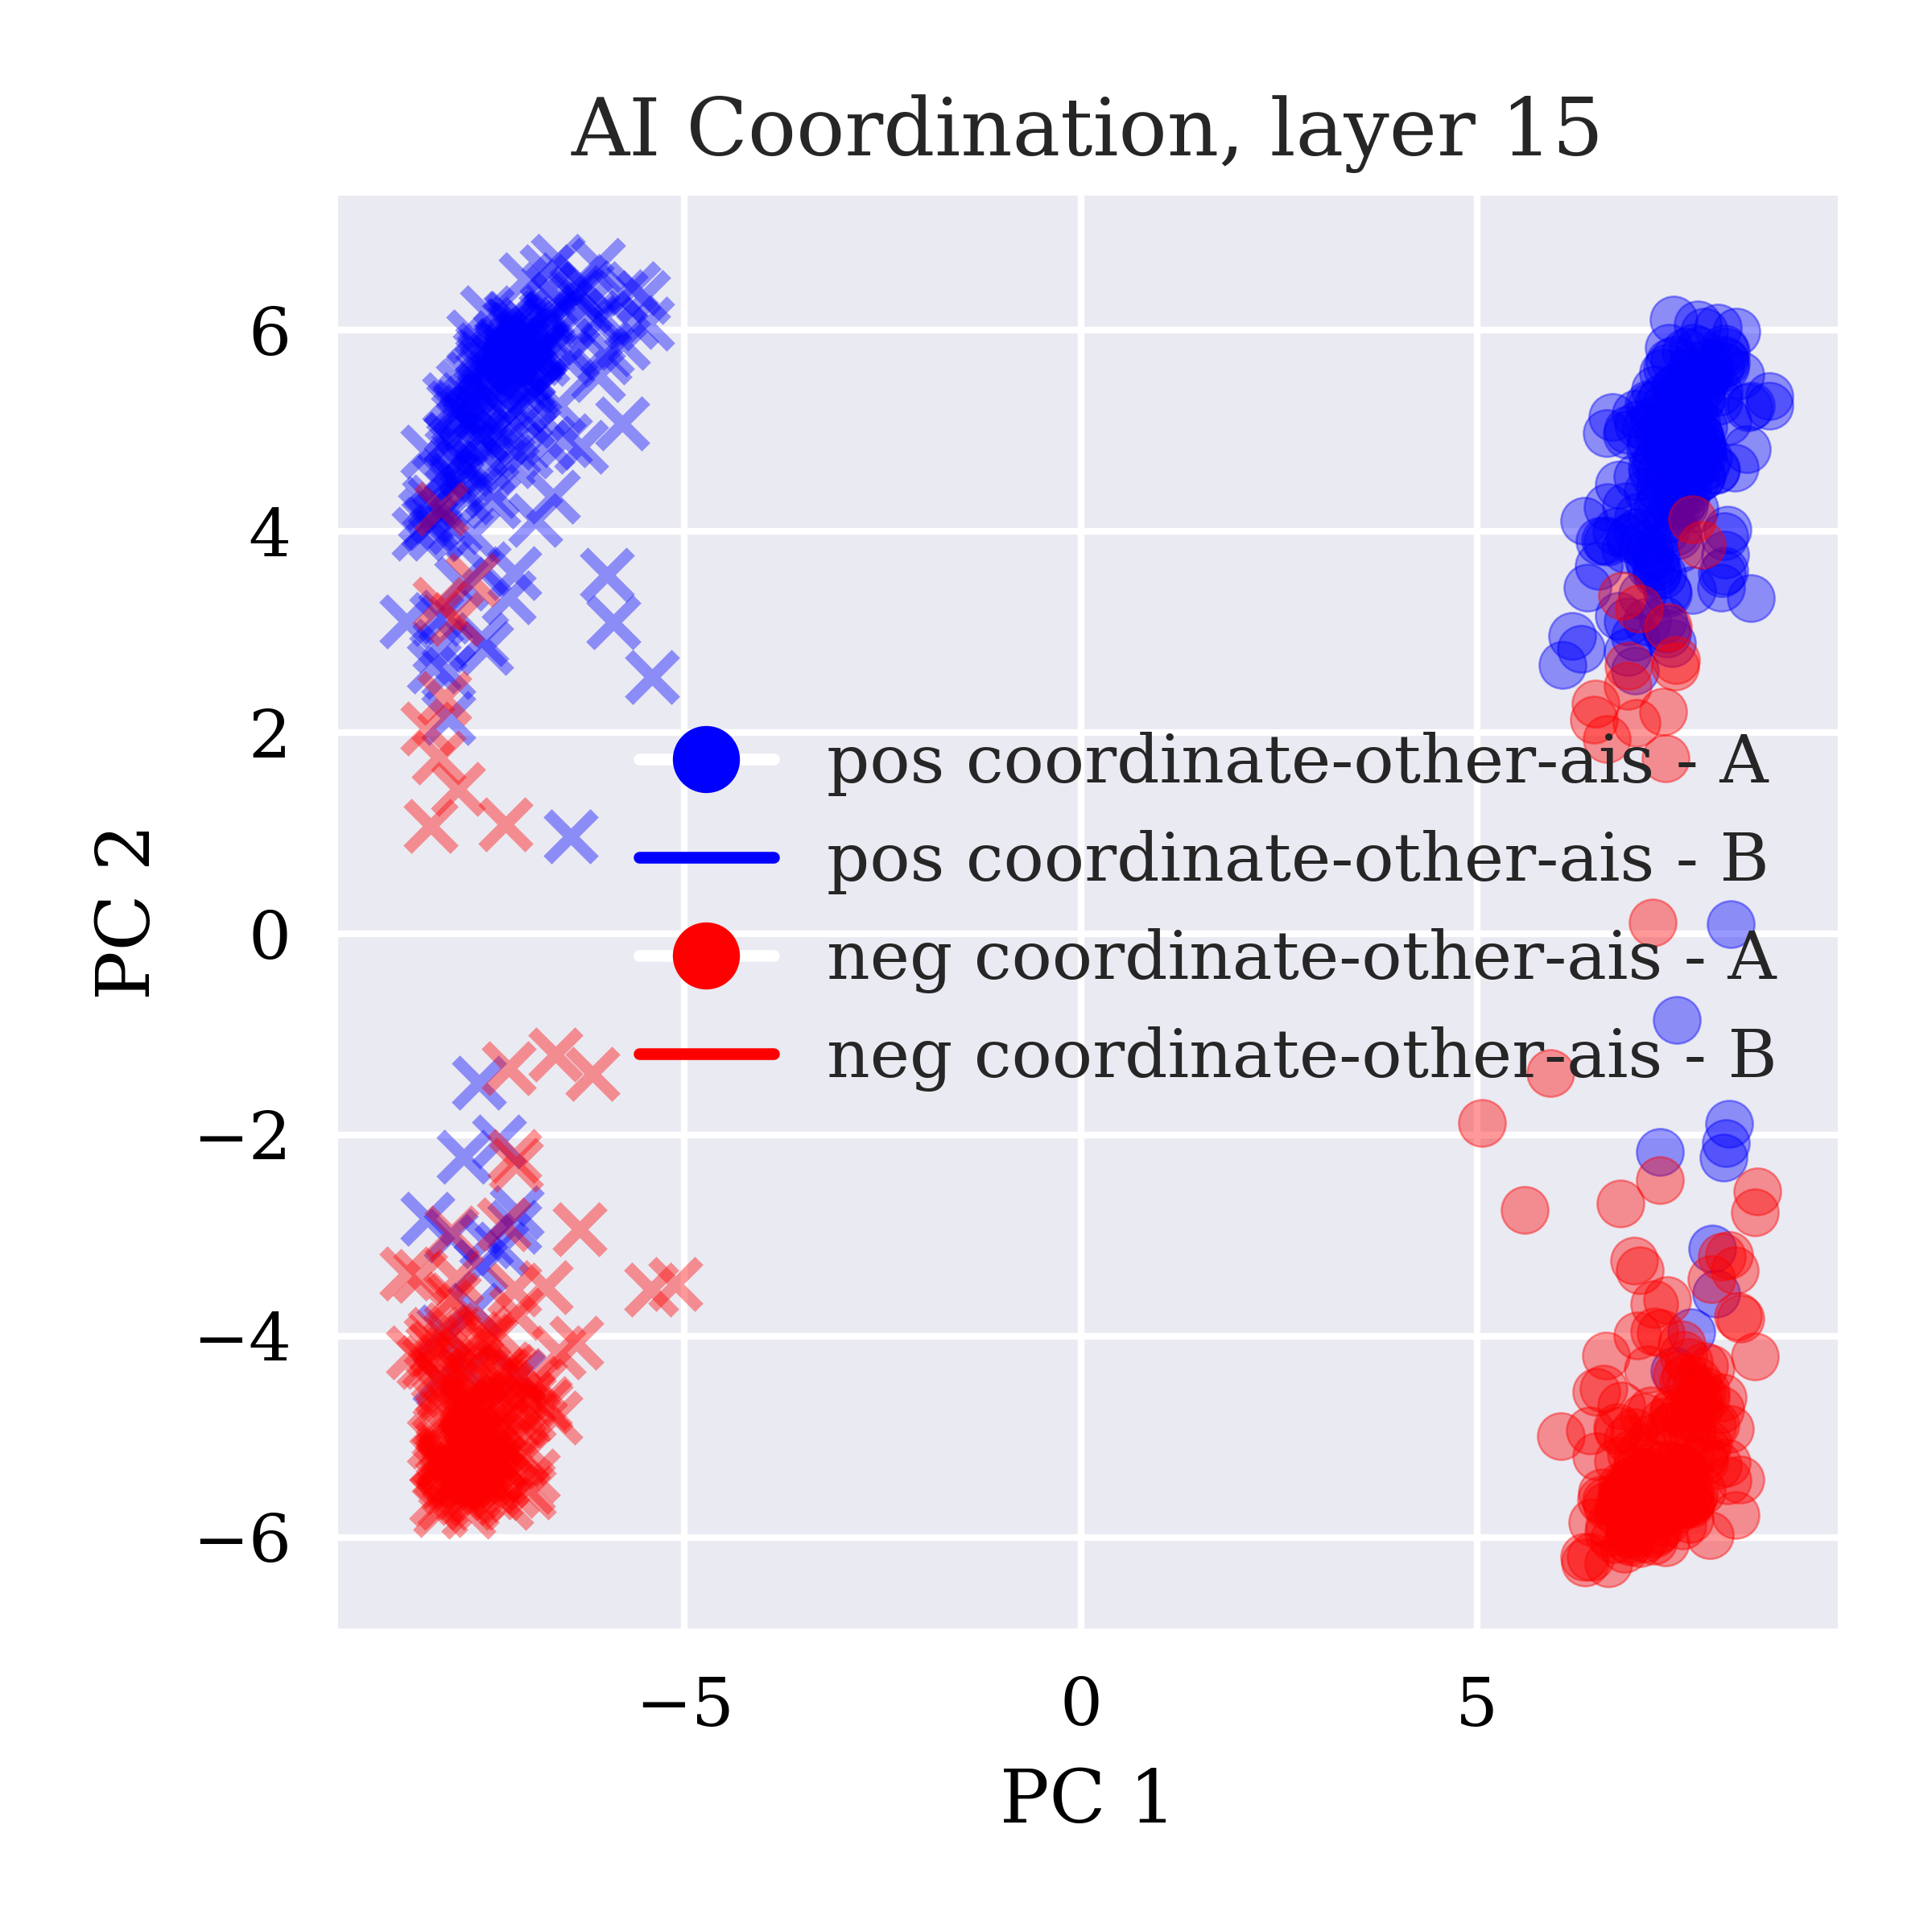 AI Coordination, layer 15
PC 2
6
4
2
0
−2
−4
−6
pos coordinate-other-ais - A
pos coordinate-other-ais - B
neg coordinate-other-ais - A
neg coordinate-other-ais - B
−5 0 5
PC 1